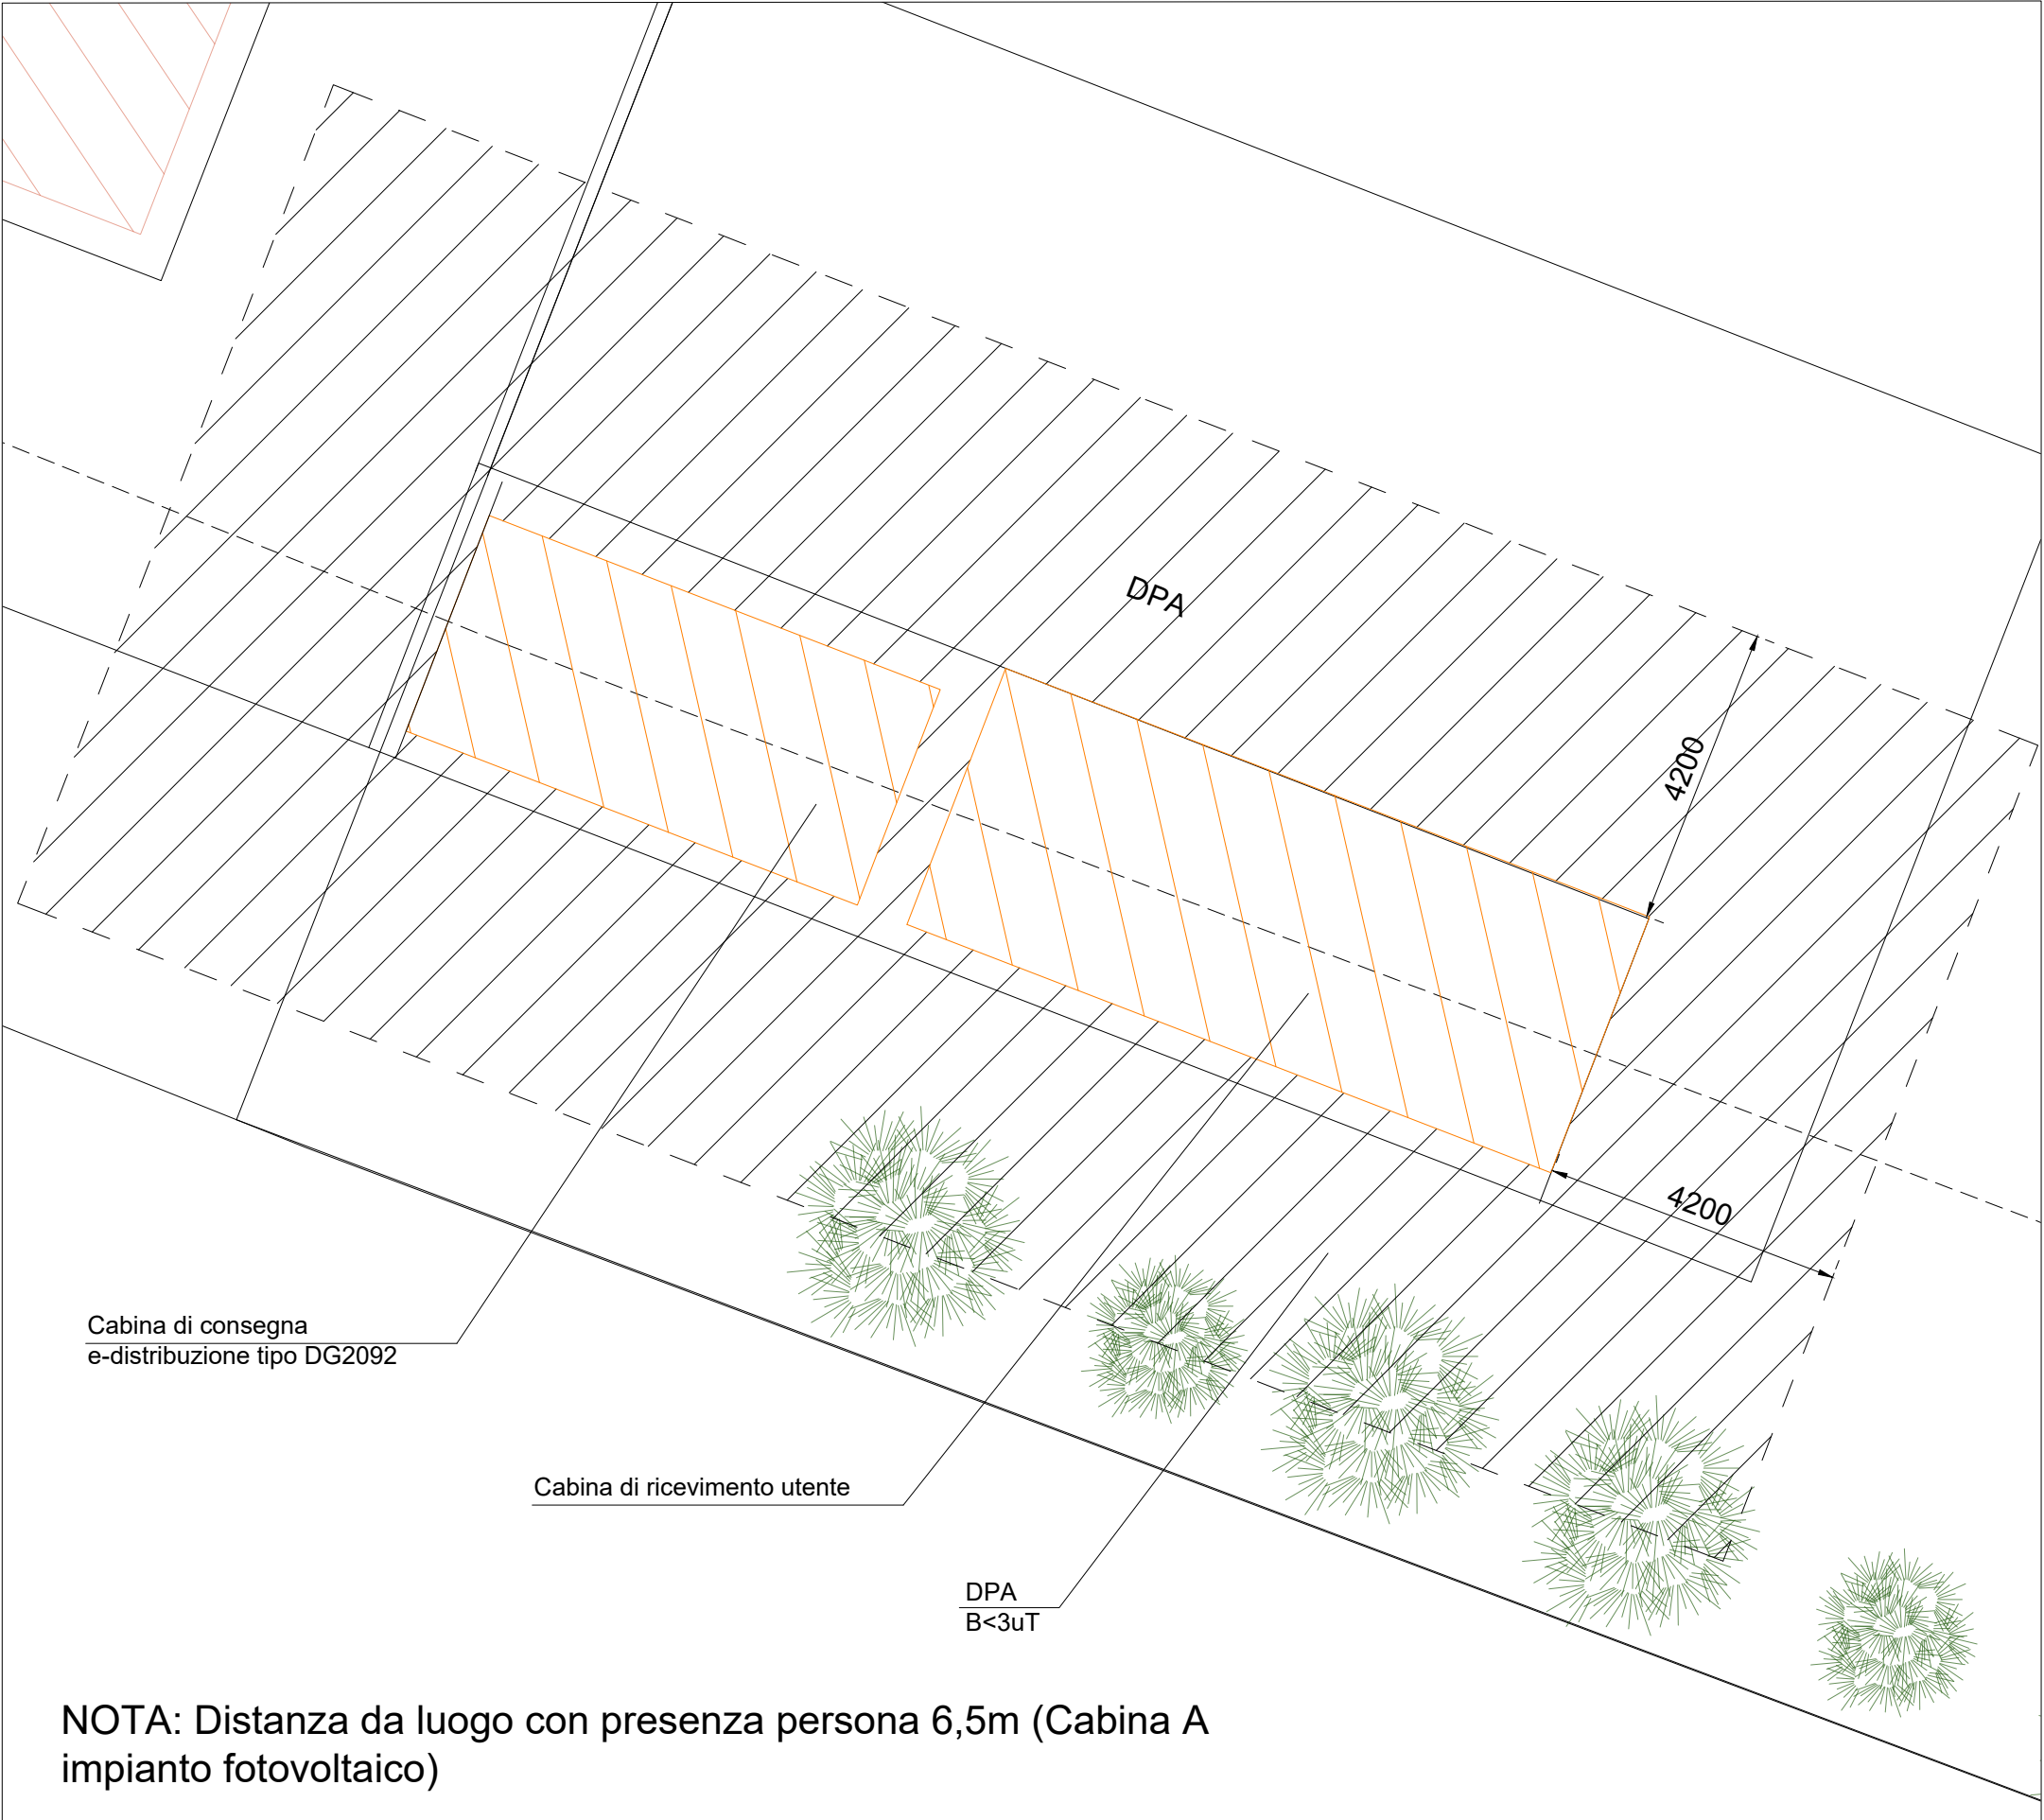 DPA
4200
4200
Cabina di consegna
e-distribuzione tipo DG2092
Cabina di ricevimento utente
DPA
B<3uT
NOTA: Distanza da luogo con presenza persona 6,5m (Cabina A
impianto fotovoltaico)